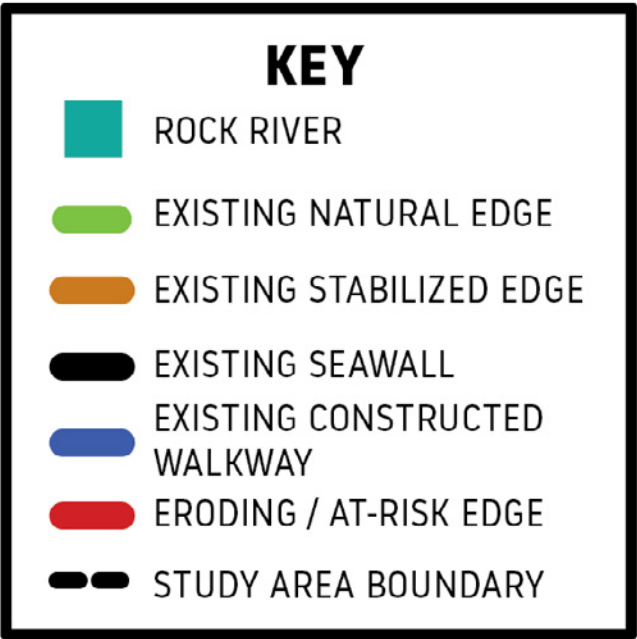 KEY
ROCK RIVER
EXISTING NATURAL EDGE
EXISTING STABILIZED EDGE
EXISTING SEAWALL
EXISTING CONSTRUCTED
WALKWAY
ERODING / AT-RISK EDGE
STUDY AREA BOUNDARY